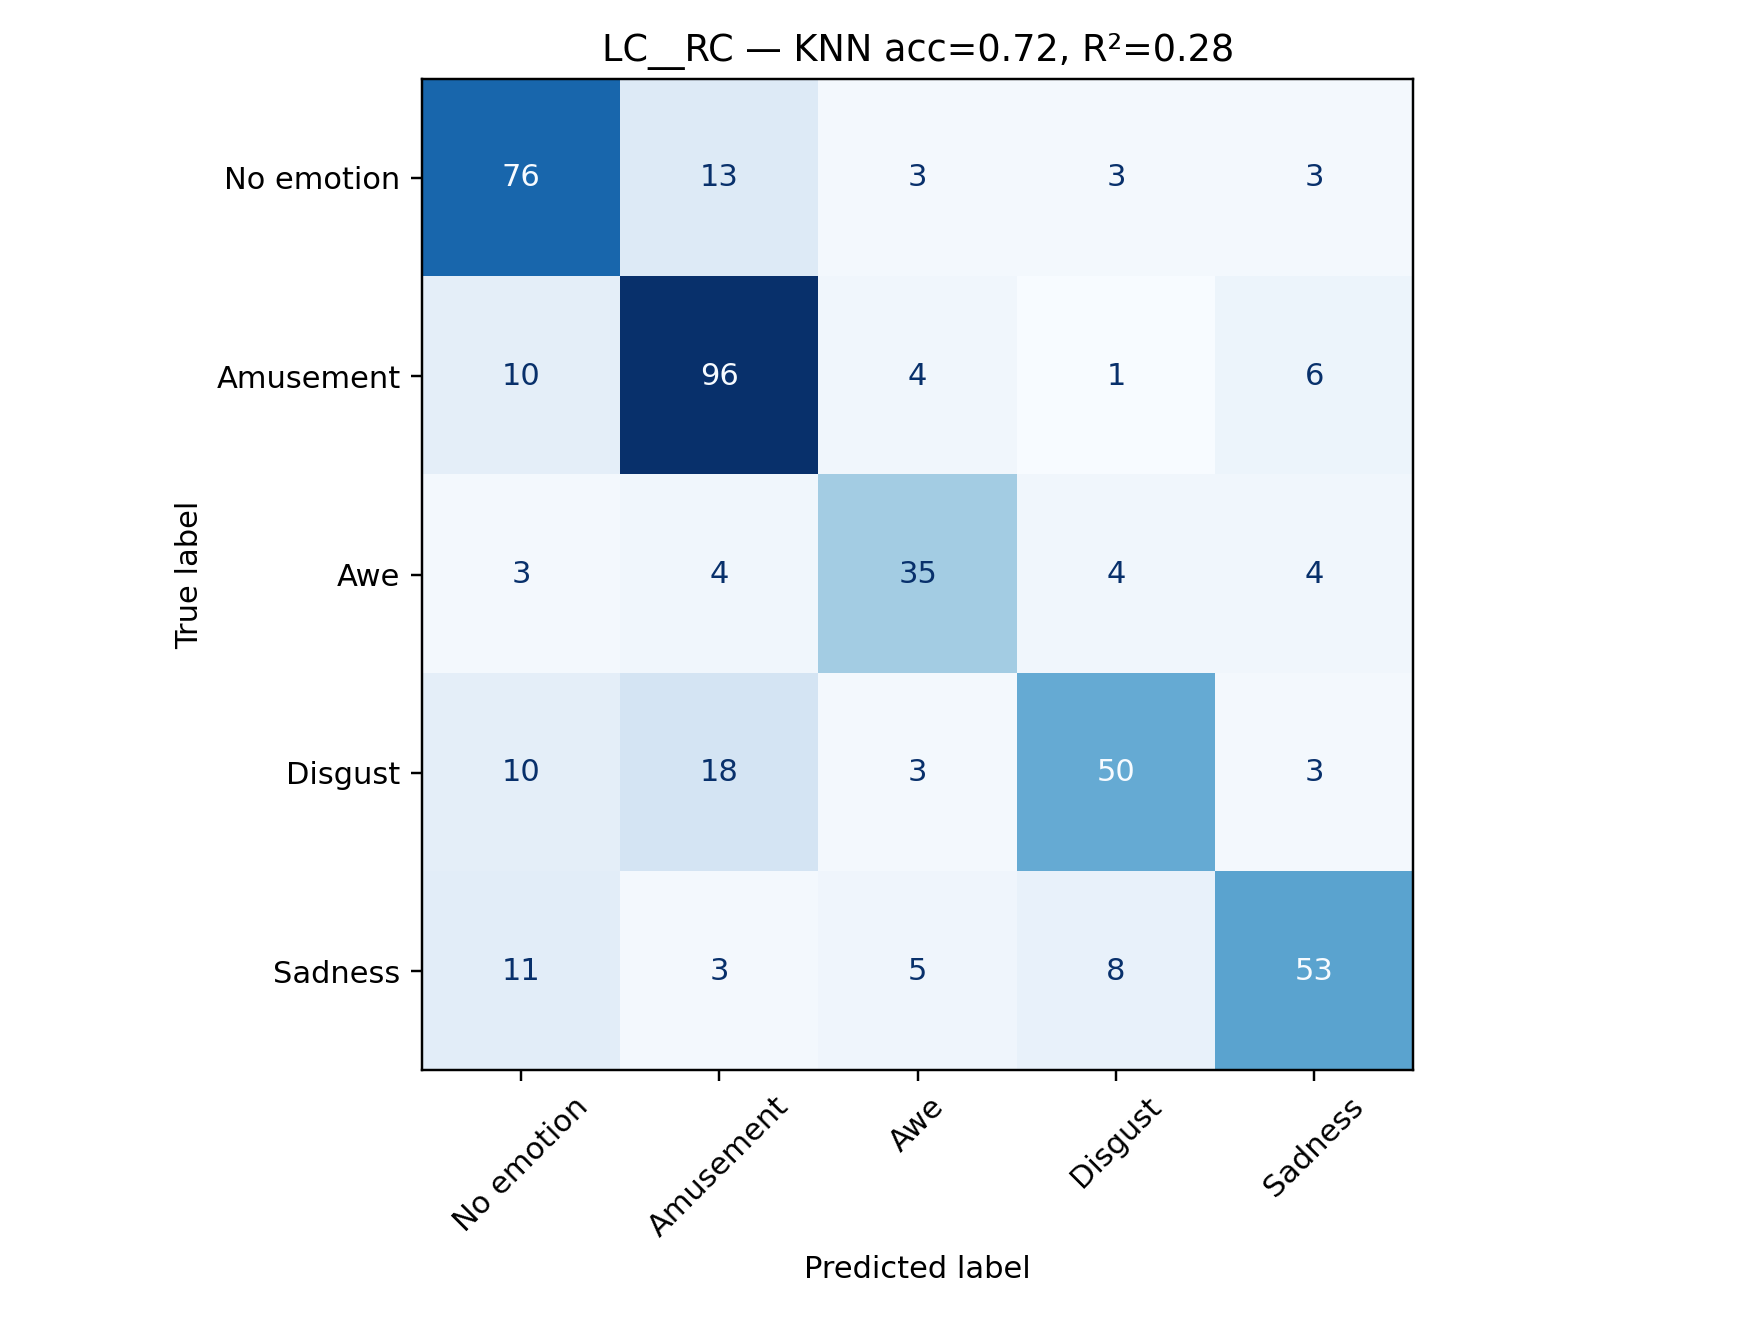 LC__RC — KNN acc=0.72, R²=0.28
No emotion 76 13 3 3 3
Amusement 10 96 4 1 6
Awe 3 4 35 4 4
Disgust 10 18 3 50 3
Sadness 11 3 5 8 53
True label
No emotion Amusement Awe Disgust Sadness
Predicted label